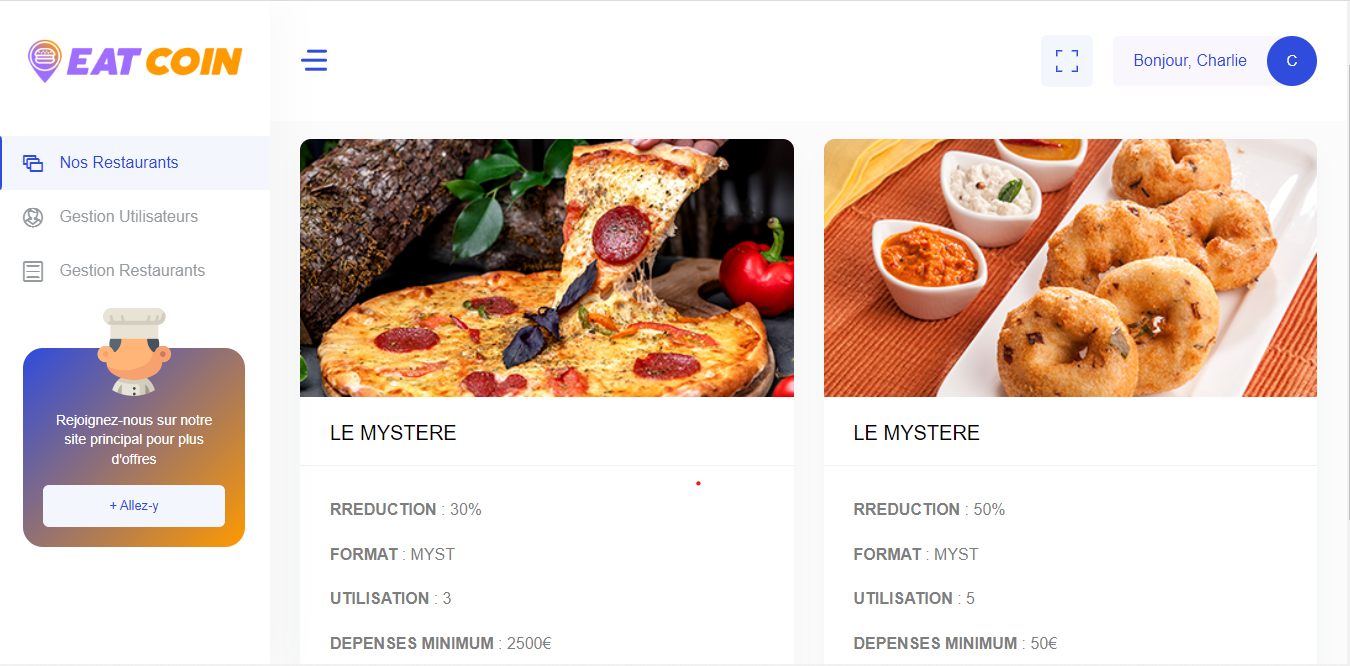 EAT COIN
Bonjour, Charlie
C
Nos Restaurants
Gestion Utilisateurs
Gestion Restaurants
Rejoignez-nous sur notre
site principal pour plus
d'offres
+ Allez-y
LE MYSTERE
RREDUCTION : 30%
FORMAT : MYST
UTILISATION : 3
DEPENSES MINIMUM : 2500€
LE MYSTERE
RREDUCTION : 50%
FORMAT : MYST
UTILISATION : 5
DEPENSES MINIMUM : 50€